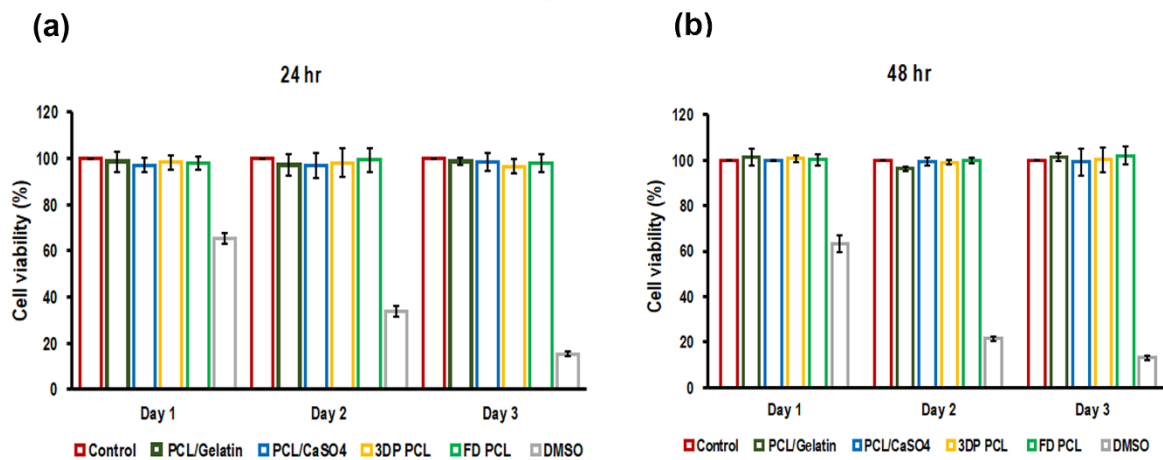 (a)
24 hr
Cell viability (%)
120
100
80
60
40
20
0
Day 1 Day 2 Day 3
Control PCL/Gelatin PCL/CaSO4 3DP PCL FD PCL DMSO
(b)
48 hr
Cell viability (%)
120
100
80
60
40
20
0
Day 1 Day 2 Day 3
Control PCL/Gelatin PCL/CaSO4 3DP PCL FD PCL DMSO